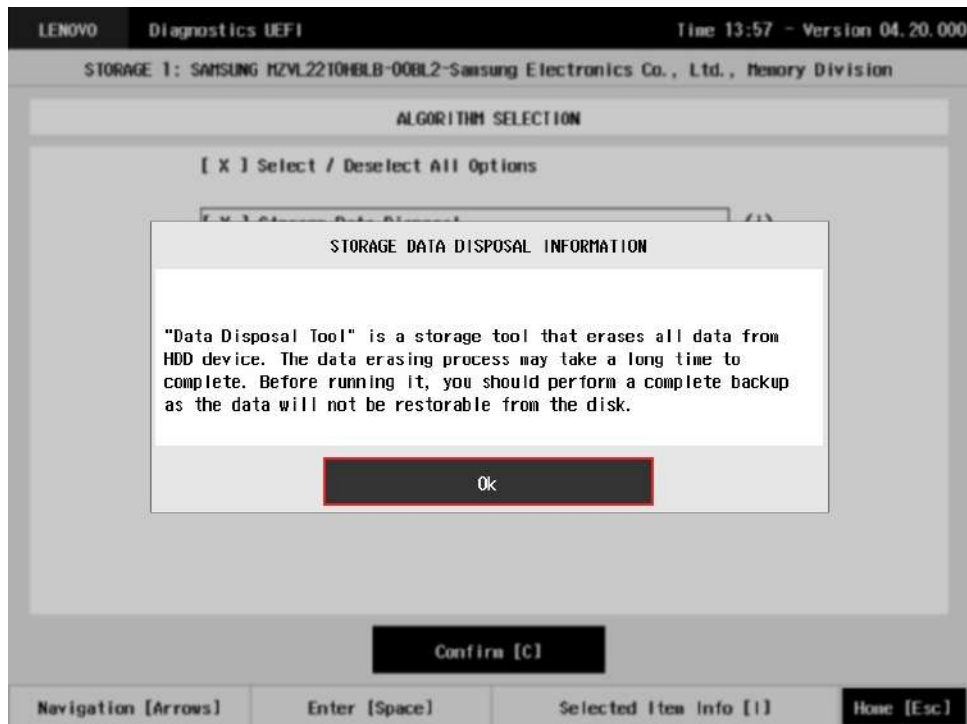 LENOVO Diagnostics UEFI Time 13:57 - Version 04.20.000
STORAGE 1: SAMSUNG MZVL22T0HBLB-00BL2-Samsung Electronics Co., Ltd., Memory Division
ALGORITHM SELECTION
[ X ] Select / Deselect All Options
[ X ] Storage Data Disposal (I)
STORAGE DATA DISPOSAL INFORMATION
"Data Disposal Tool" is a storage tool that erases all data from
HDD device. The data erasing process may take a long time to
complete. Before running it, you should perform a complete backup
as the data will not be restorable from the disk.
Ok
Confirm [C]
Navigation [Arrows] Enter [Space] Selected Item Info [I] Home [Esc]